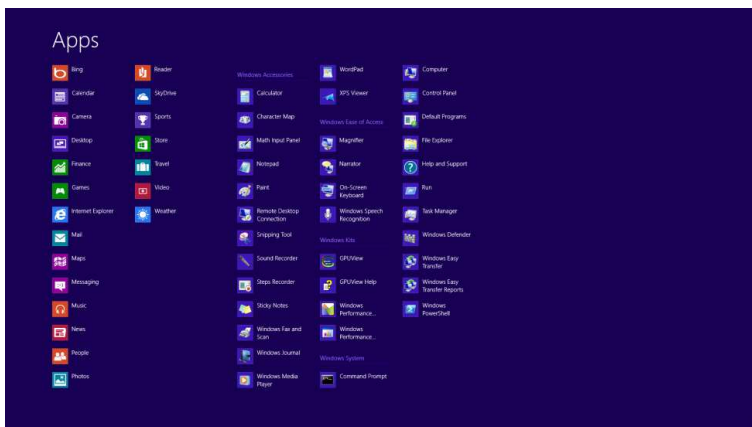 Apps
Bing
Calendar
Camera
Desktop
Finance
Games
Internet Explorer
Mail
Maps
Messaging
Music
News
People
Photos
Reader
SkyDrive
Sports
Store
Travel
Video
Weather
Windows Accessories
Calculator
Character Map
Math Input Panel
Notepad
Paint
Remote Desktop
Connection
Snipping Tool
Sound Recorder
Steps Recorder
Sticky Notes
Windows Fax and
Scan
Windows Journal
Windows Media
Player
WordPad
XPS Viewer
Windows Ease of Access
Magnifier
Narrator
On-Screen
Keyboard
Windows Speech
Recognition
Windows Kits
GPUView
GPUView Help
Windows
Performance...
Windows
Performance...
Windows System
Command Prompt
Computer
Control Panel
Default Programs
File Explorer
Help and Support
Run
Task Manager
Windows Defender
Windows Easy
Transfer
Windows Easy
Transfer Reports
Windows
PowerShell